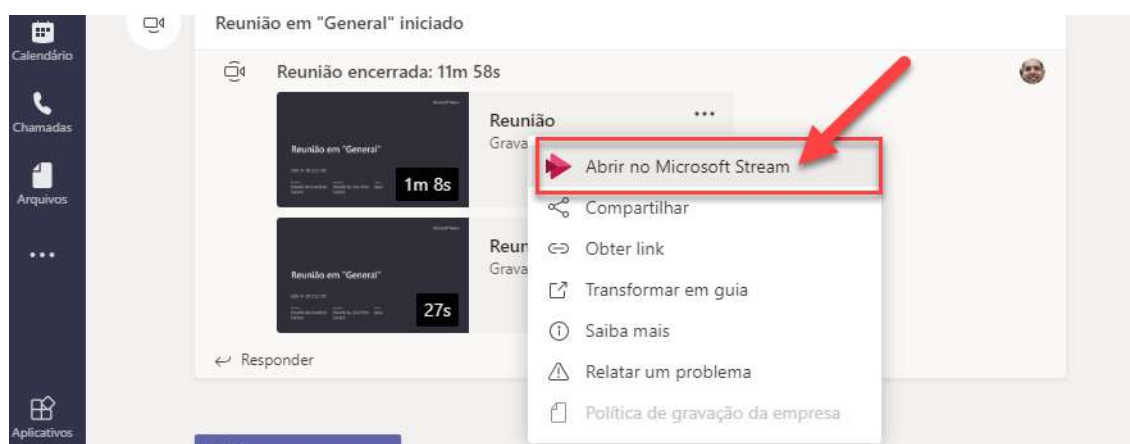 Reunião em "General" iniciado
Calendário
Reunião encerrada: 11m 58s
Chamadas
Reunião
Grava
Reunião em "General"
1m 8s
Abrir no Microsoft Stream
Arquivos
Compartilhar
Reun
Obter link
Grava
Reunião em "General"
Transformar em guia
27s
Saiba mais
Responder
Relatar um problema
Política de gravação da empresa
Aplicativos